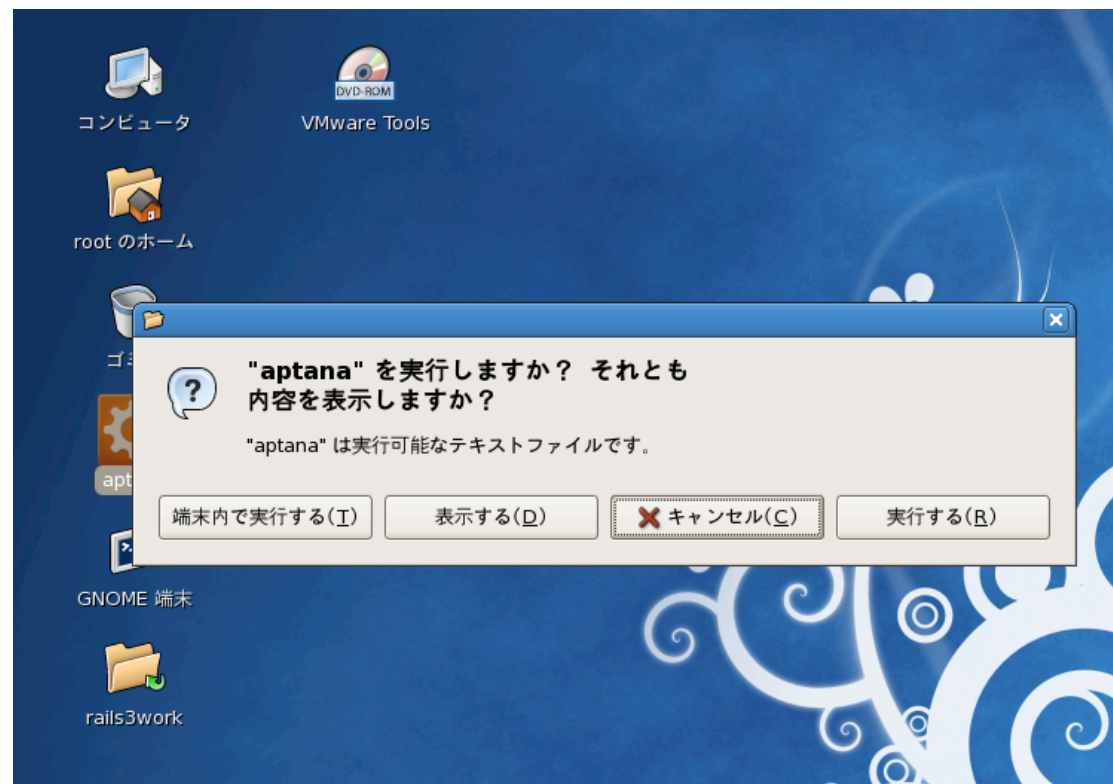 DVD-ROM
コンピュータ
VMware Tools
root のホーム
ゴミ
"aptana" を実行しますか？ それとも
内容を表示しますか？
"aptana" は実行可能なテキストファイルです。
apt
端末内で実行する(T)
表示する(D)
キャンセル(C)
実行する(R)
GNOME 端末
rails3work